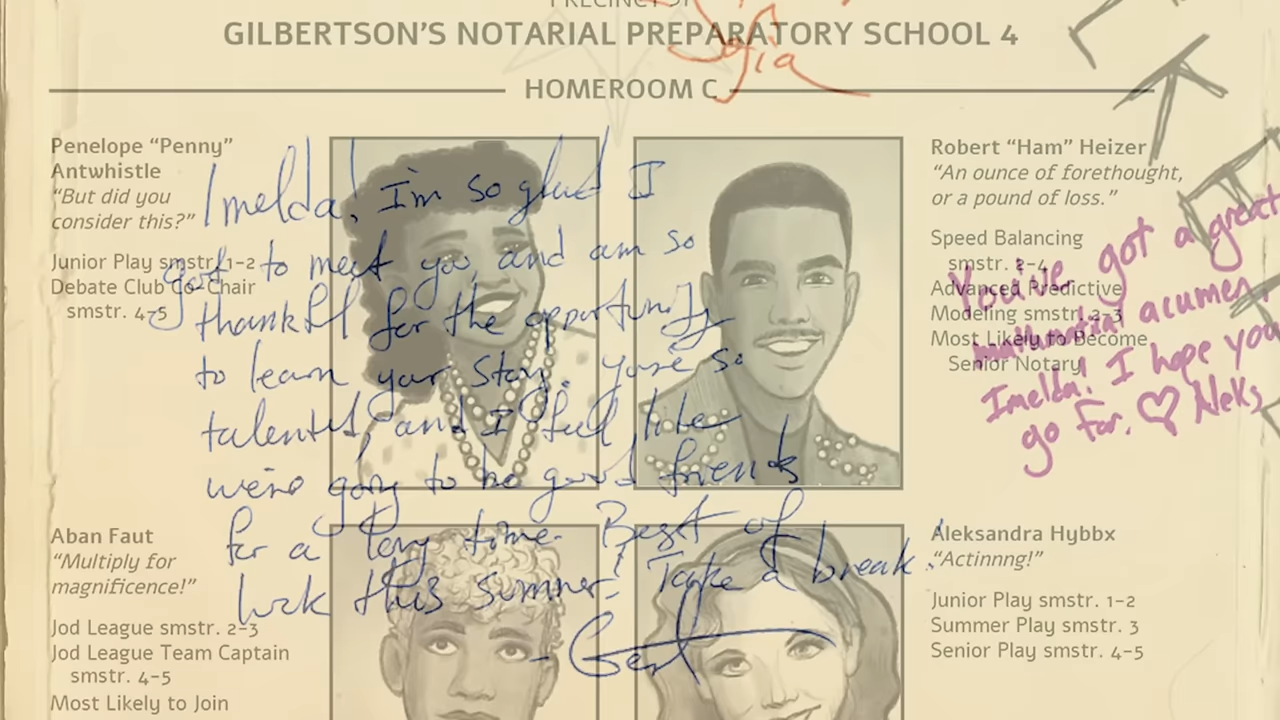 GILBERTSON'S NOTARIAL PREPARATORY SCHOOL 4
Sofia
HOMEROOM C
Penelope “Penny”
Antwhistle
“But did you
consider this?”
Junior Play smstr. 1-2
Debate Club Co-Chair
smstr. 4-5
Robert “Ham” Heizer
“An ounce of forethought,
or a pound of loss.”
Speed Balancing
smstr. 2-4
Advanced Predictive
Modeling smstr. 2-3
Most Likely to Become
Senior Notary
Imelda! I'm so glad I
got to meet you, and am so
thankful for the opportunity
to learn your story. You're so
talented, and I feel like
we're going to be good friends
for a long time. Best of
luck this summer! Take a break!
You've got a great
acumen,
Imelda! I hope you
go far. ♡ Aleks
Aban Faut
“Multiply for
magnificence!”
Jod League smstr. 2-3
Jod League Team Captain
smstr. 4-5
Most Likely to Join
Aleksandra Hybbx
“Actinnng!”
Junior Play smstr. 1-2
Summer Play smstr. 3
Senior Play smstr. 4-5